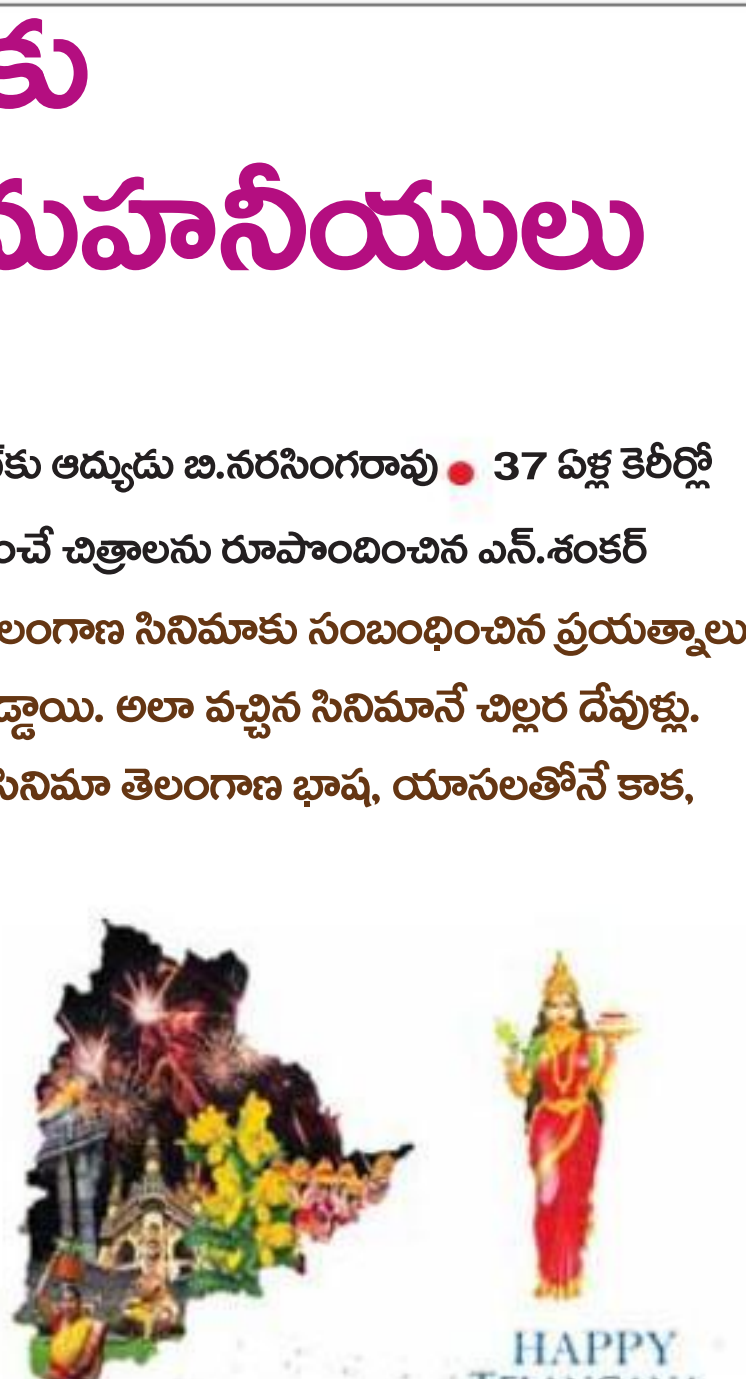 కు
మహనీయులు
కు ఆద్యుడు బి.నరసింగరావు ● 37 ఏళ్ల కెరీర్లో
ంచే చిత్రాలను రూపొందించిన ఎన్.శంకర్
లంగాణ సినిమాకు సంబంధించిన ప్రయత్నాలు
డ్డాయి. అలా వచ్చిన సినిమానే చిల్లర దేవుళ్లు.
సినిమా తెలంగాణ భాష, యాసలతోనే కాక,
HAPPY